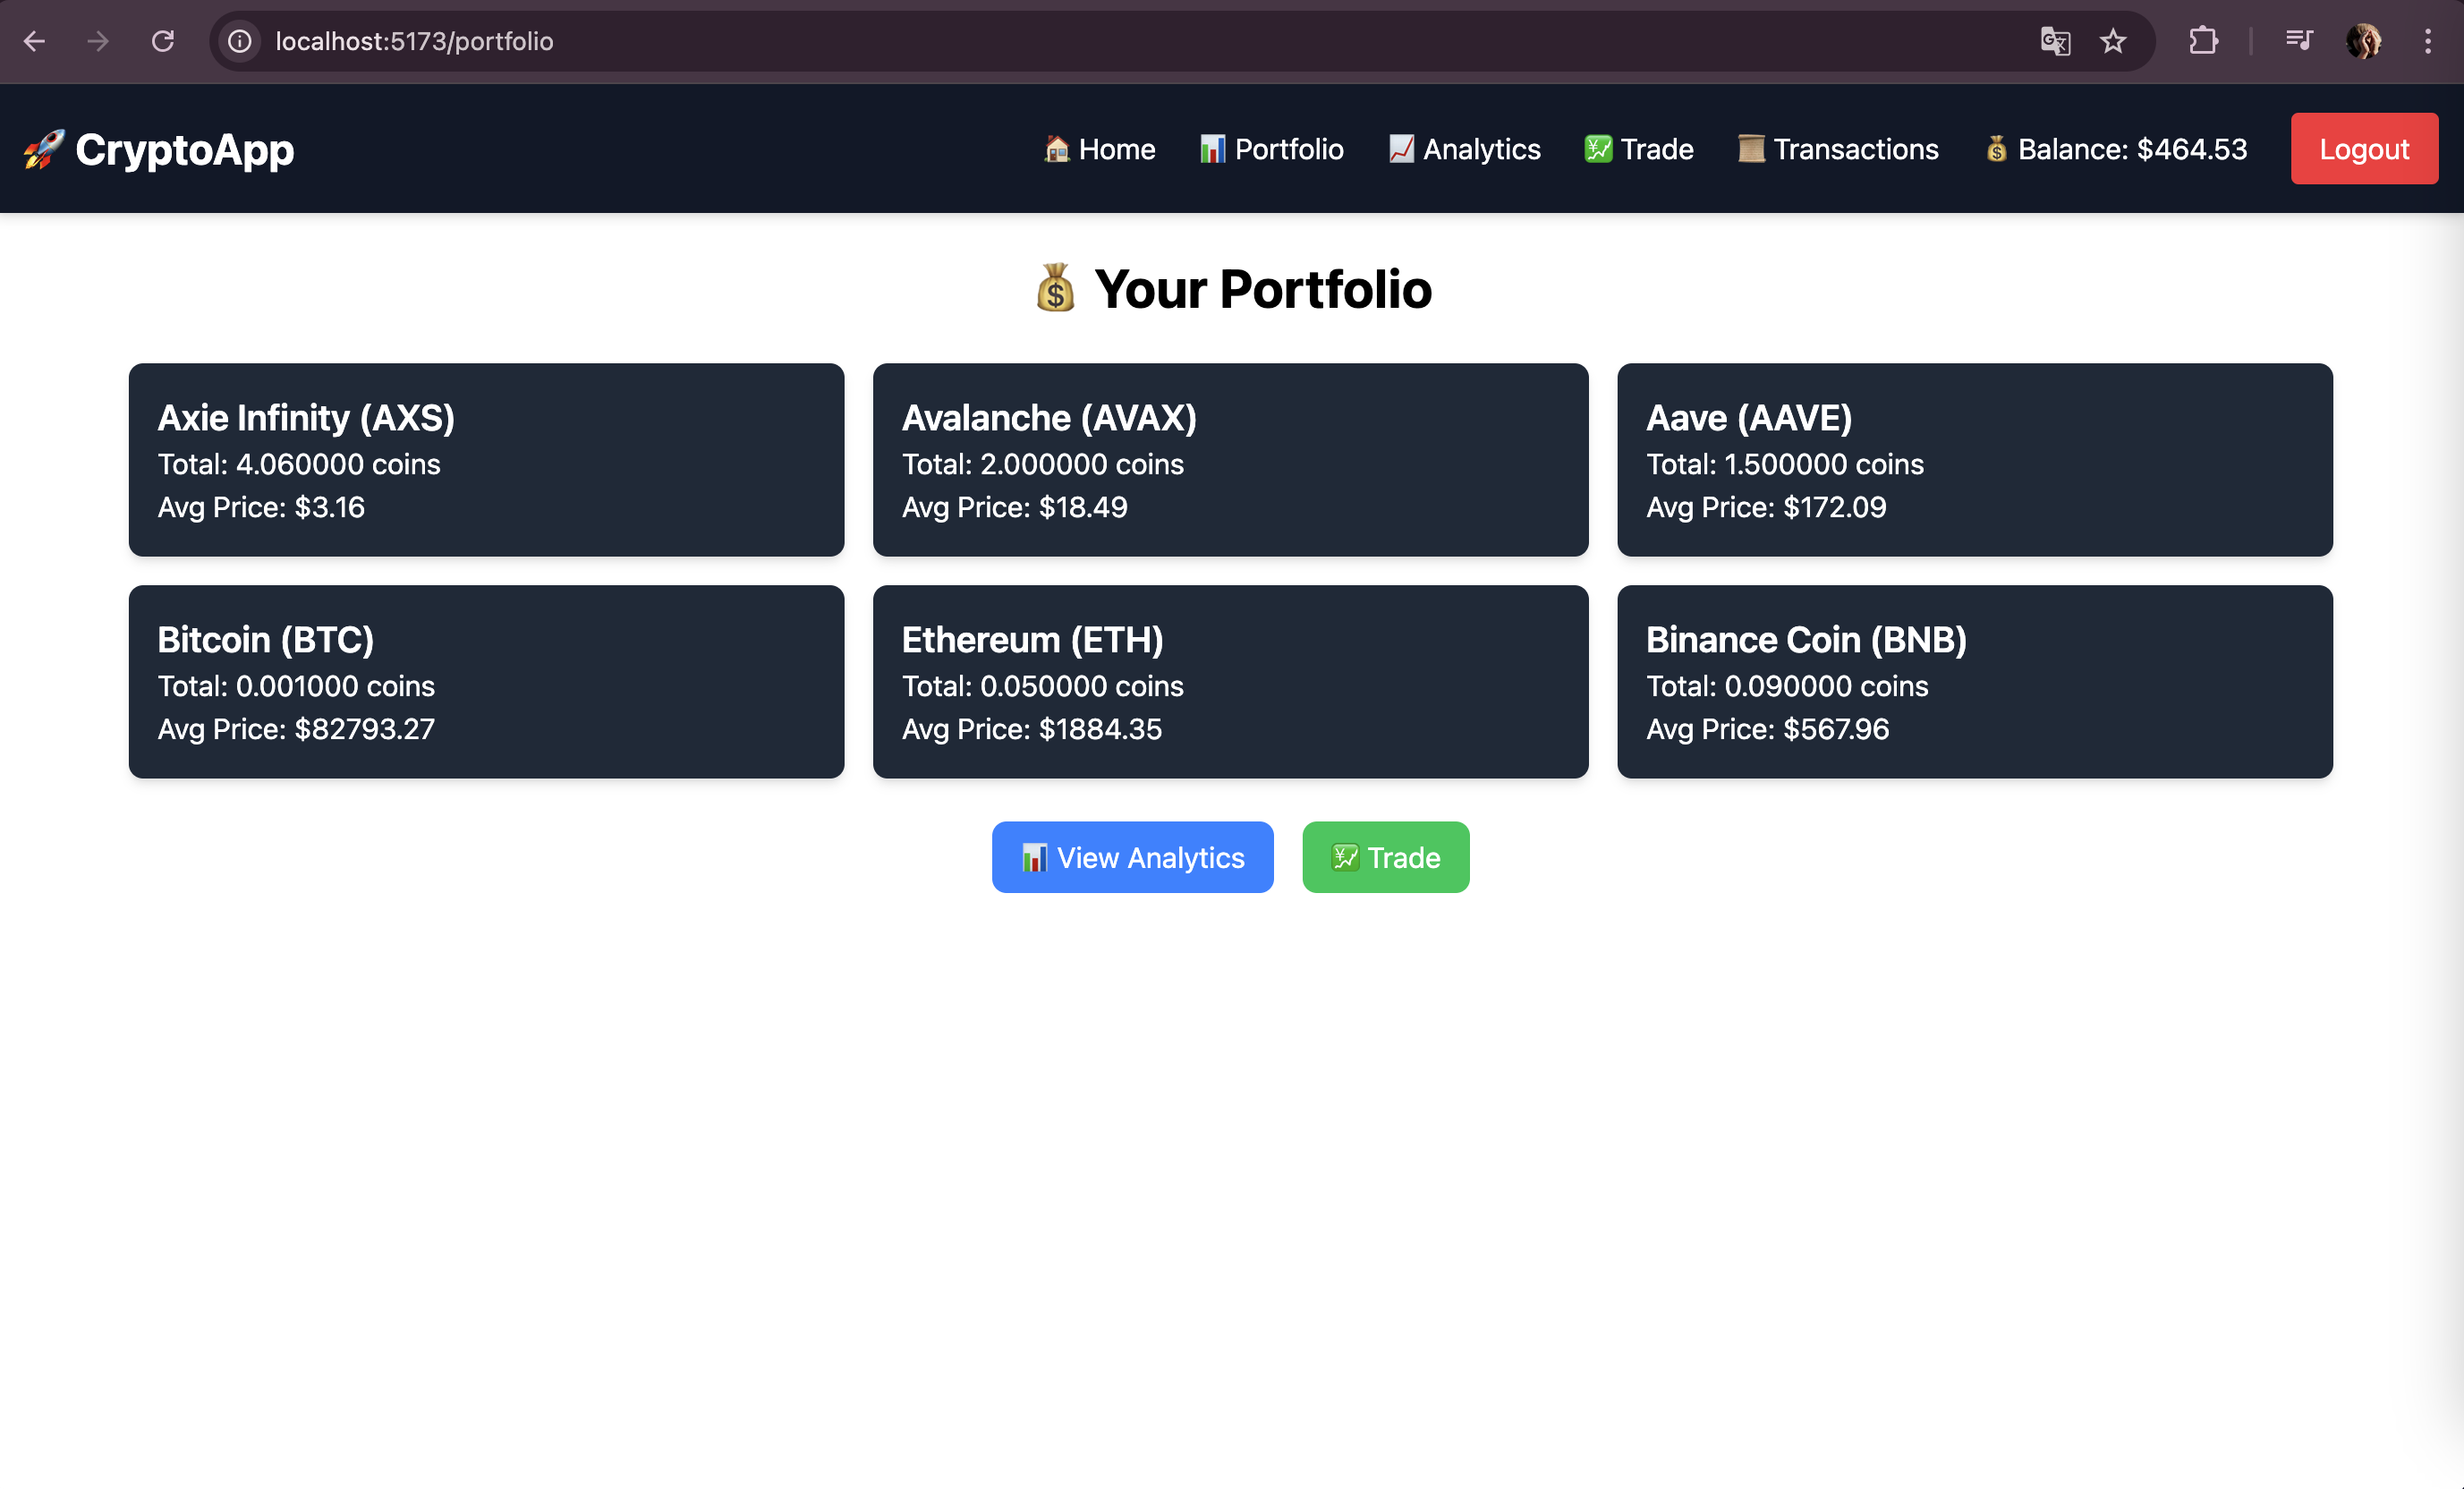 localhost:5173/portfolio
🚀 CryptoApp
🏠 Home 📊 Portfolio 📈 Analytics 💹 Trade 📜 Transactions 💰 Balance: $464.53 Logout
💰 Your Portfolio
Axie Infinity (AXS)
Total: 4.060000 coins
Avg Price: $3.16
Avalanche (AVAX)
Total: 2.000000 coins
Avg Price: $18.49
Aave (AAVE)
Total: 1.500000 coins
Avg Price: $172.09
Bitcoin (BTC)
Total: 0.001000 coins
Avg Price: $82793.27
Ethereum (ETH)
Total: 0.050000 coins
Avg Price: $1884.35
Binance Coin (BNB)
Total: 0.090000 coins
Avg Price: $567.96
📊 View Analytics
💹 Trade